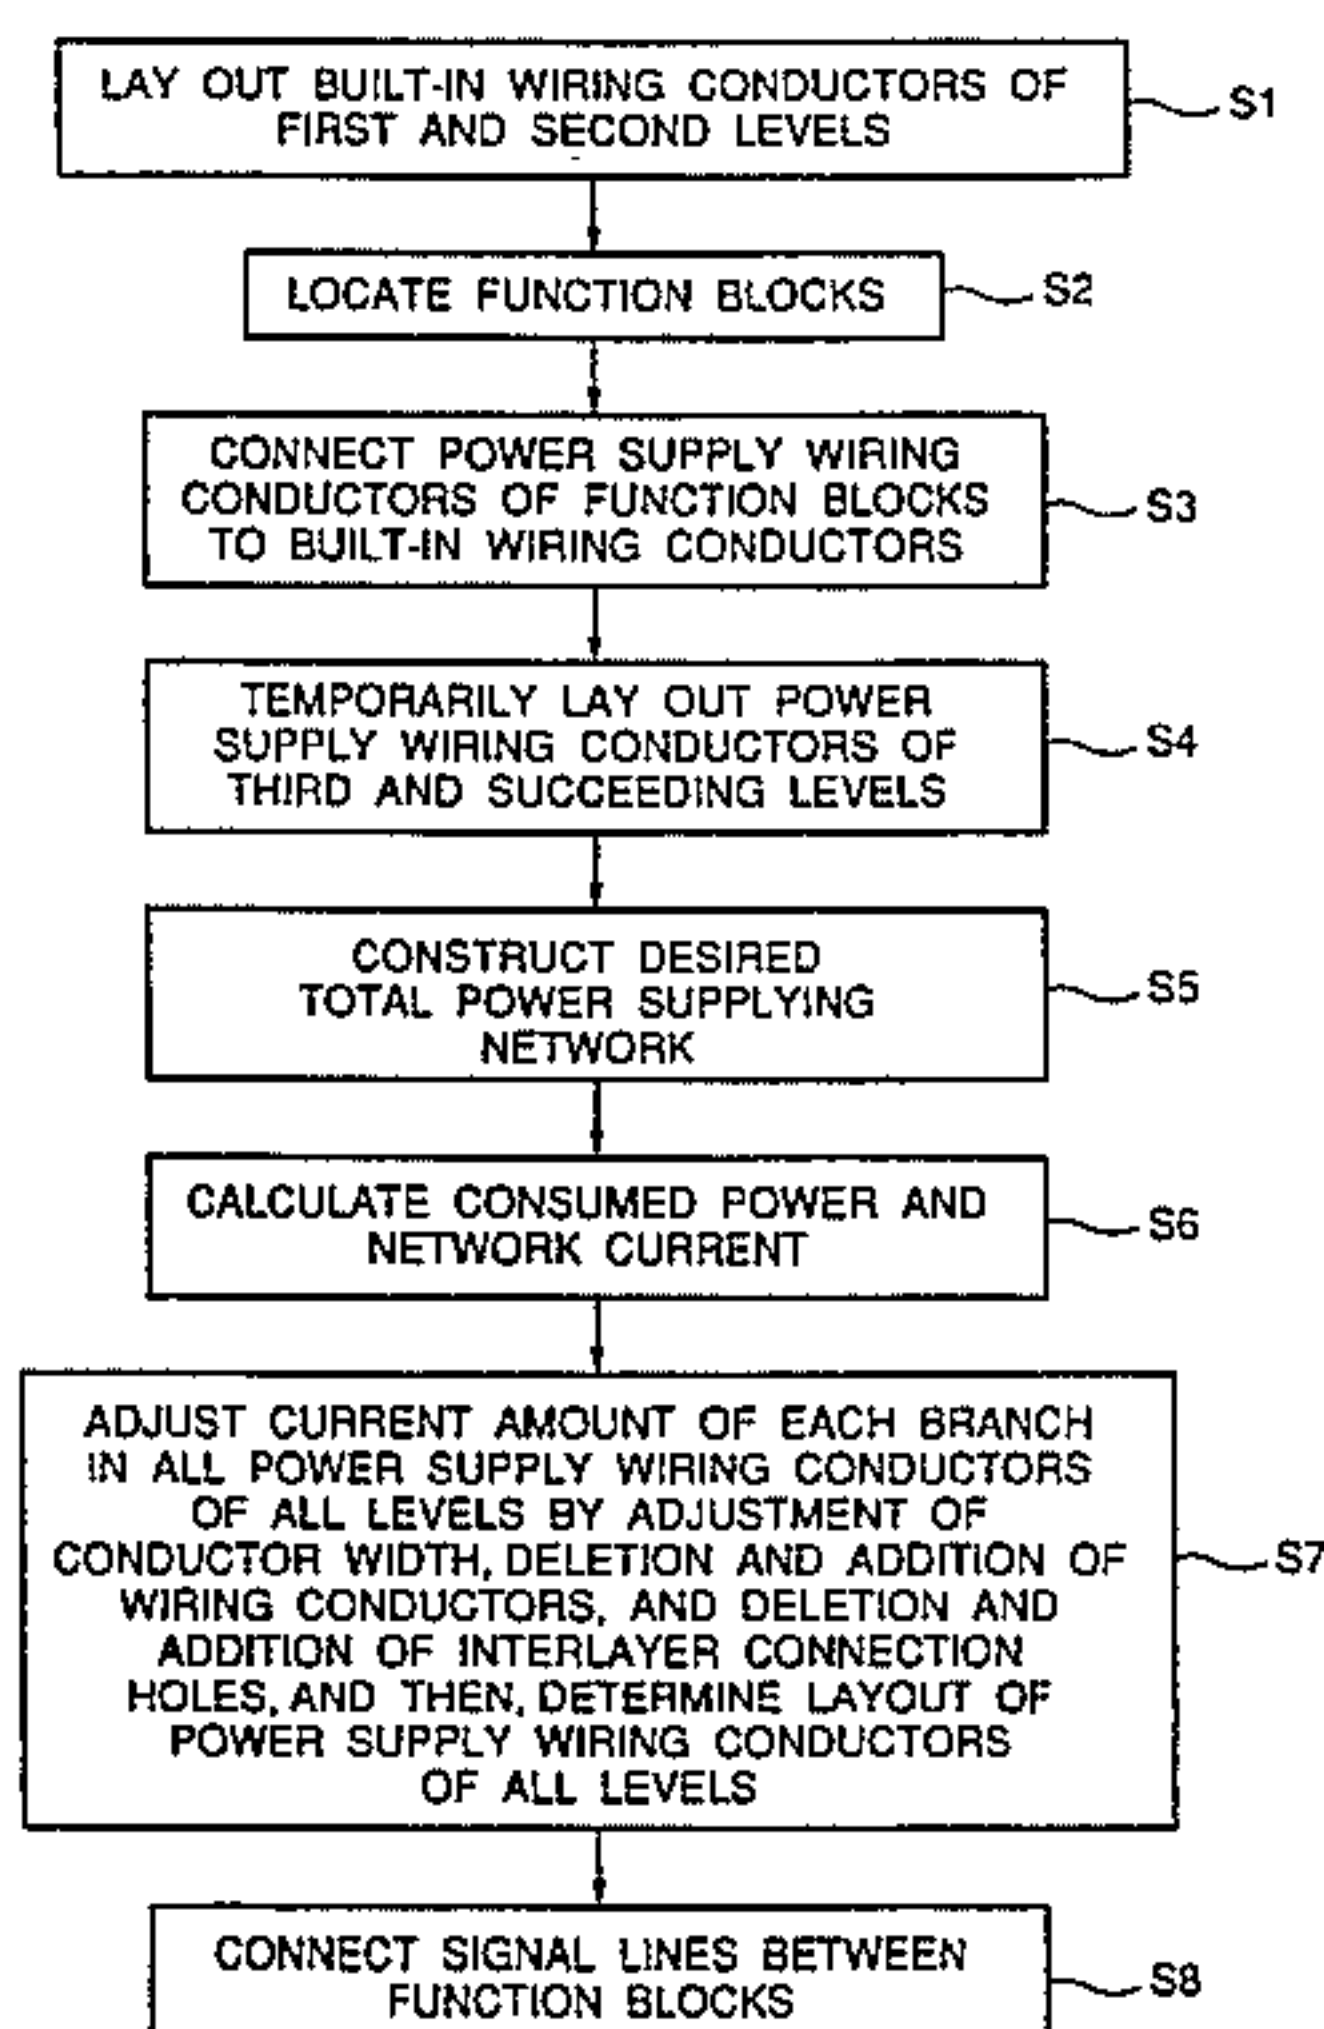 LAY OUT BUILT-IN WIRING CONDUCTORS OF
FIRST AND SECOND LEVELS
S1
LOCATE FUNCTION BLOCKS
S2
CONNECT POWER SUPPLY WIRING
CONDUCTORS OF FUNCTION BLOCKS
TO BUILT-IN WIRING CONDUCTORS
S3
TEMPORARILY LAY OUT POWER
SUPPLY WIRING CONDUCTORS OF
THIRD AND SUCCEEDING LEVELS
S4
CONSTRUCT DESIRED
TOTAL POWER SUPPLYING
NETWORK
S5
CALCULATE CONSUMED POWER AND
NETWORK CURRENT
S6
ADJUST CURRENT AMOUNT OF EACH BRANCH
IN ALL POWER SUPPLY WIRING CONDUCTORS
OF ALL LEVELS BY ADJUSTMENT OF
CONDUCTOR WIDTH, DELETION AND ADDITION OF
WIRING CONDUCTORS, AND DELETION AND
ADDITION OF INTERLAYER CONNECTION
HOLES, AND THEN, DETERMINE LAYOUT OF
POWER SUPPLY WIRING CONDUCTORS
OF ALL LEVELS
S7
CONNECT SIGNAL LINES BETWEEN
FUNCTION BLOCKS
S8